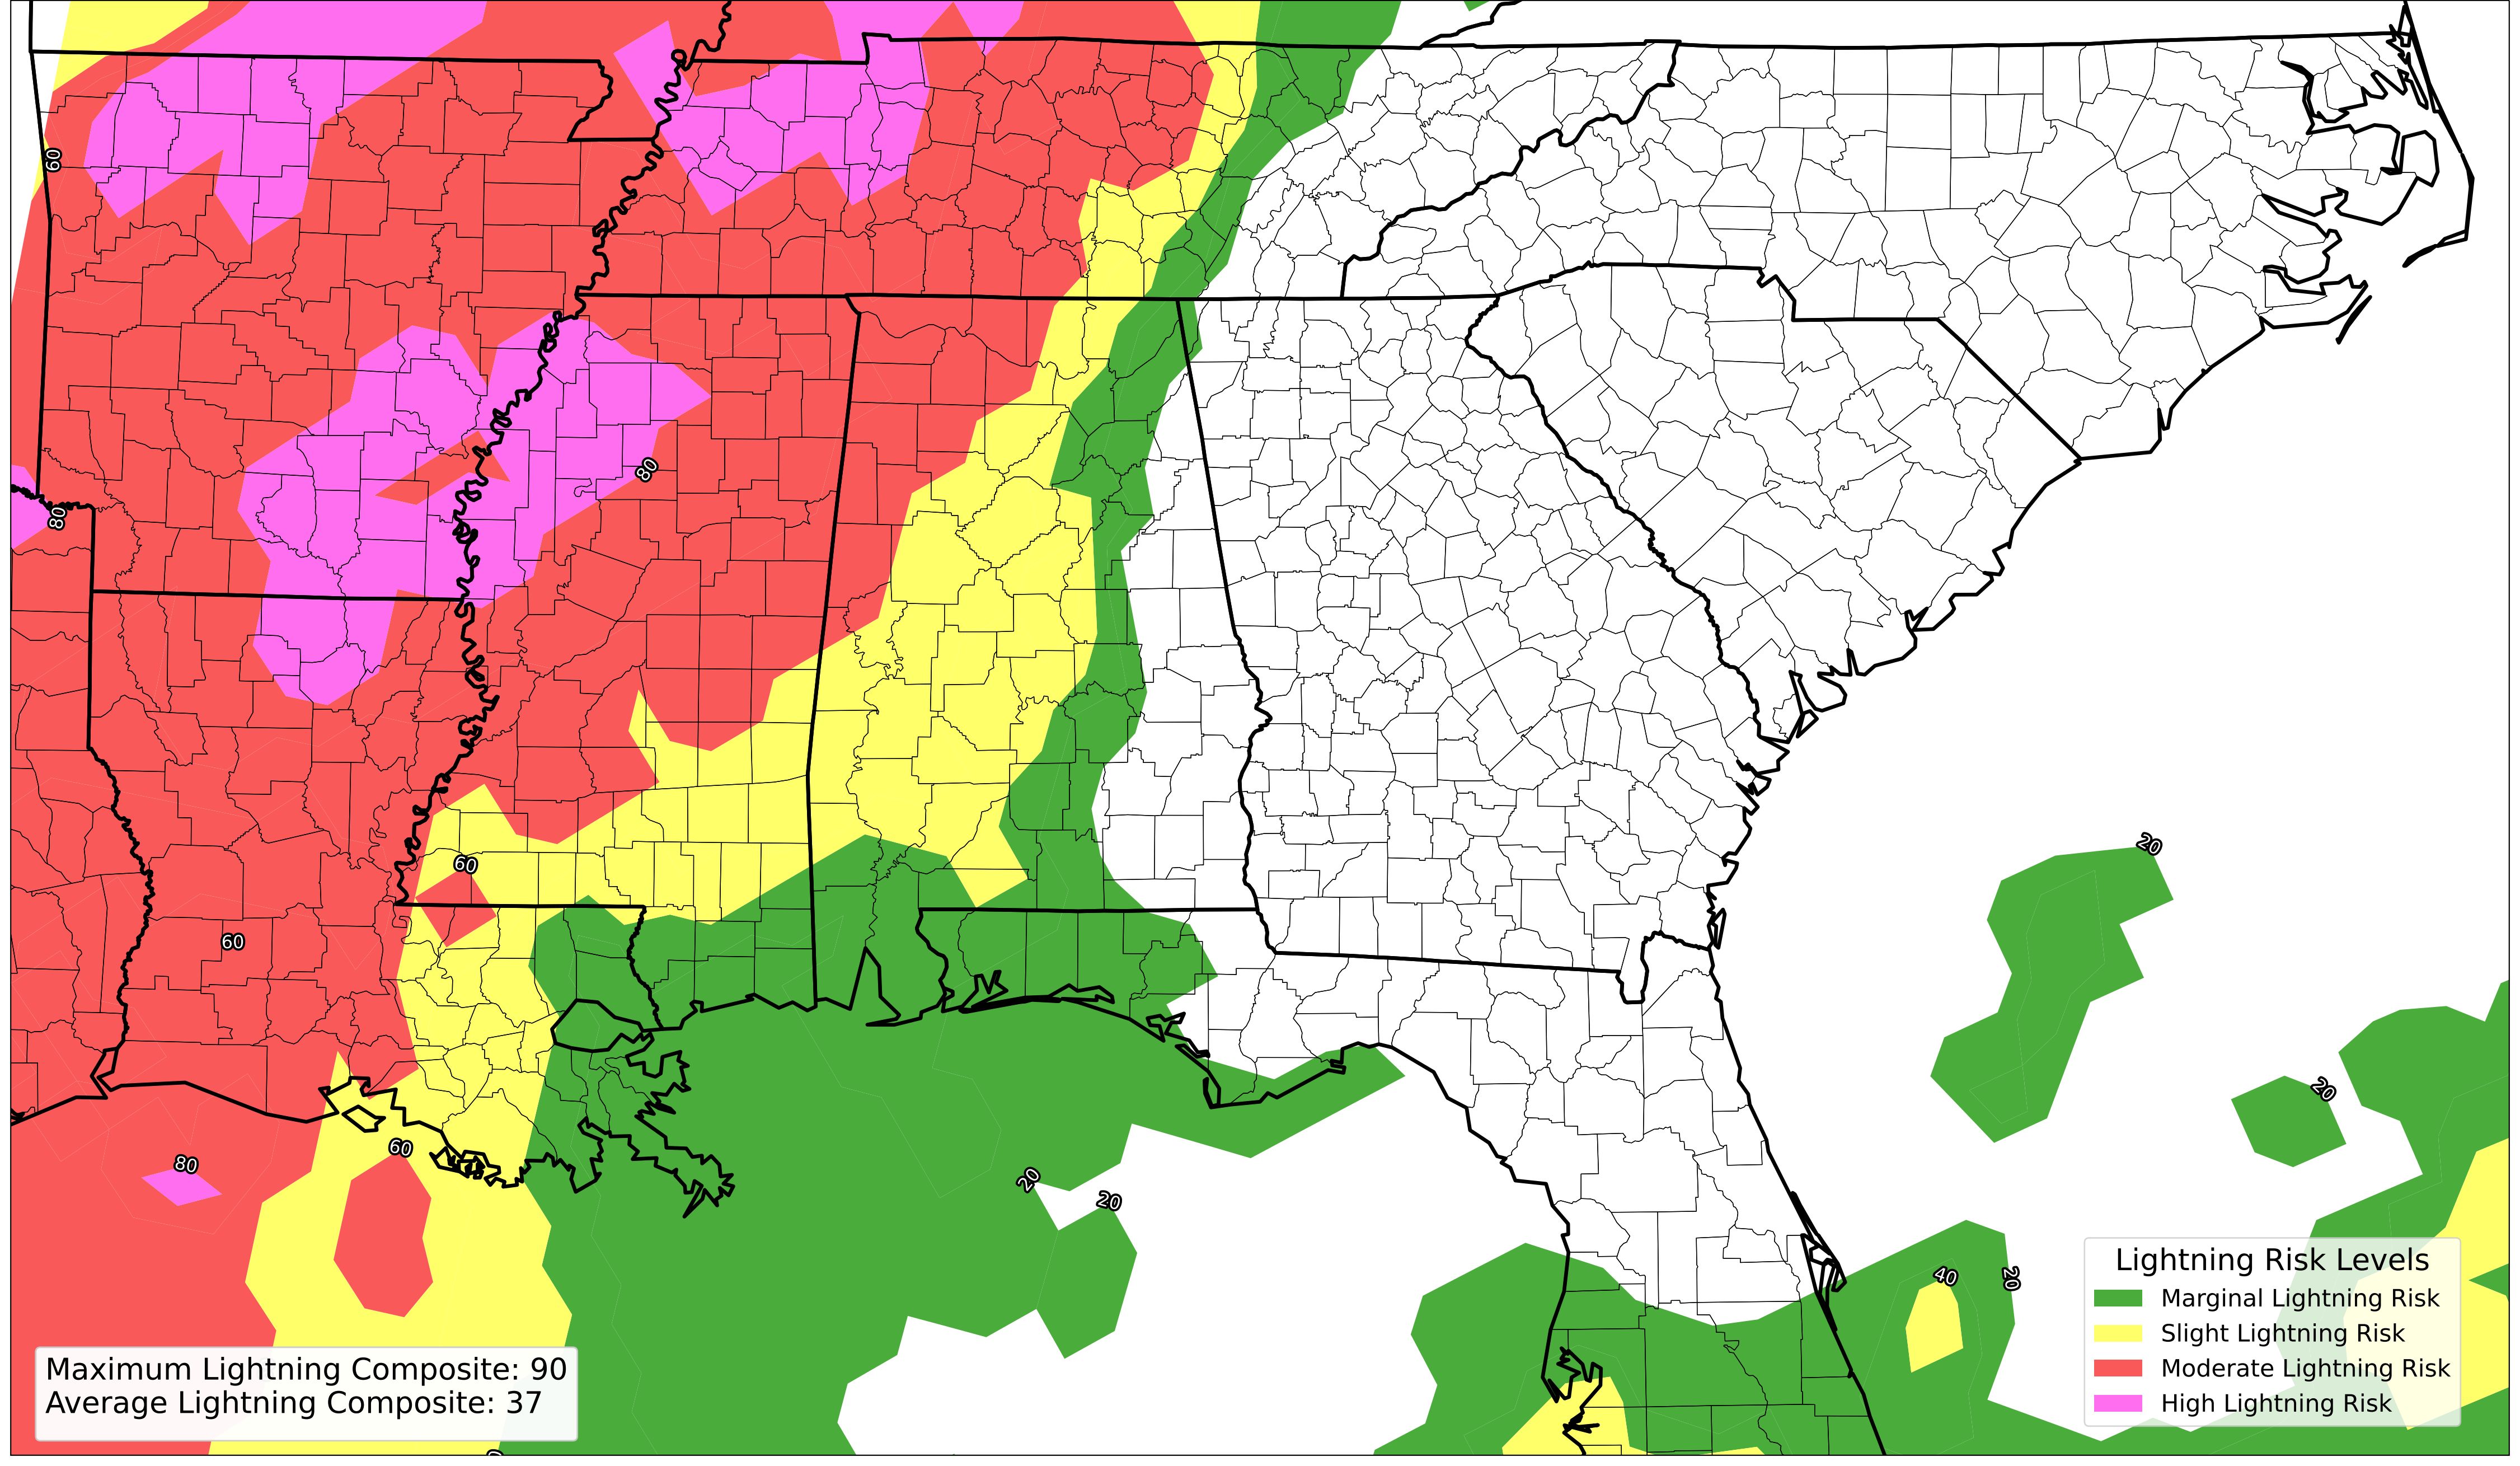 60
80
80
20
60
60
20
60
80
20
20
40
20
Lightning Risk Levels
Marginal Lightning Risk
Slight Lightning Risk
Moderate Lightning Risk
High Lightning Risk
Maximum Lightning Composite: 90
Average Lightning Composite: 37